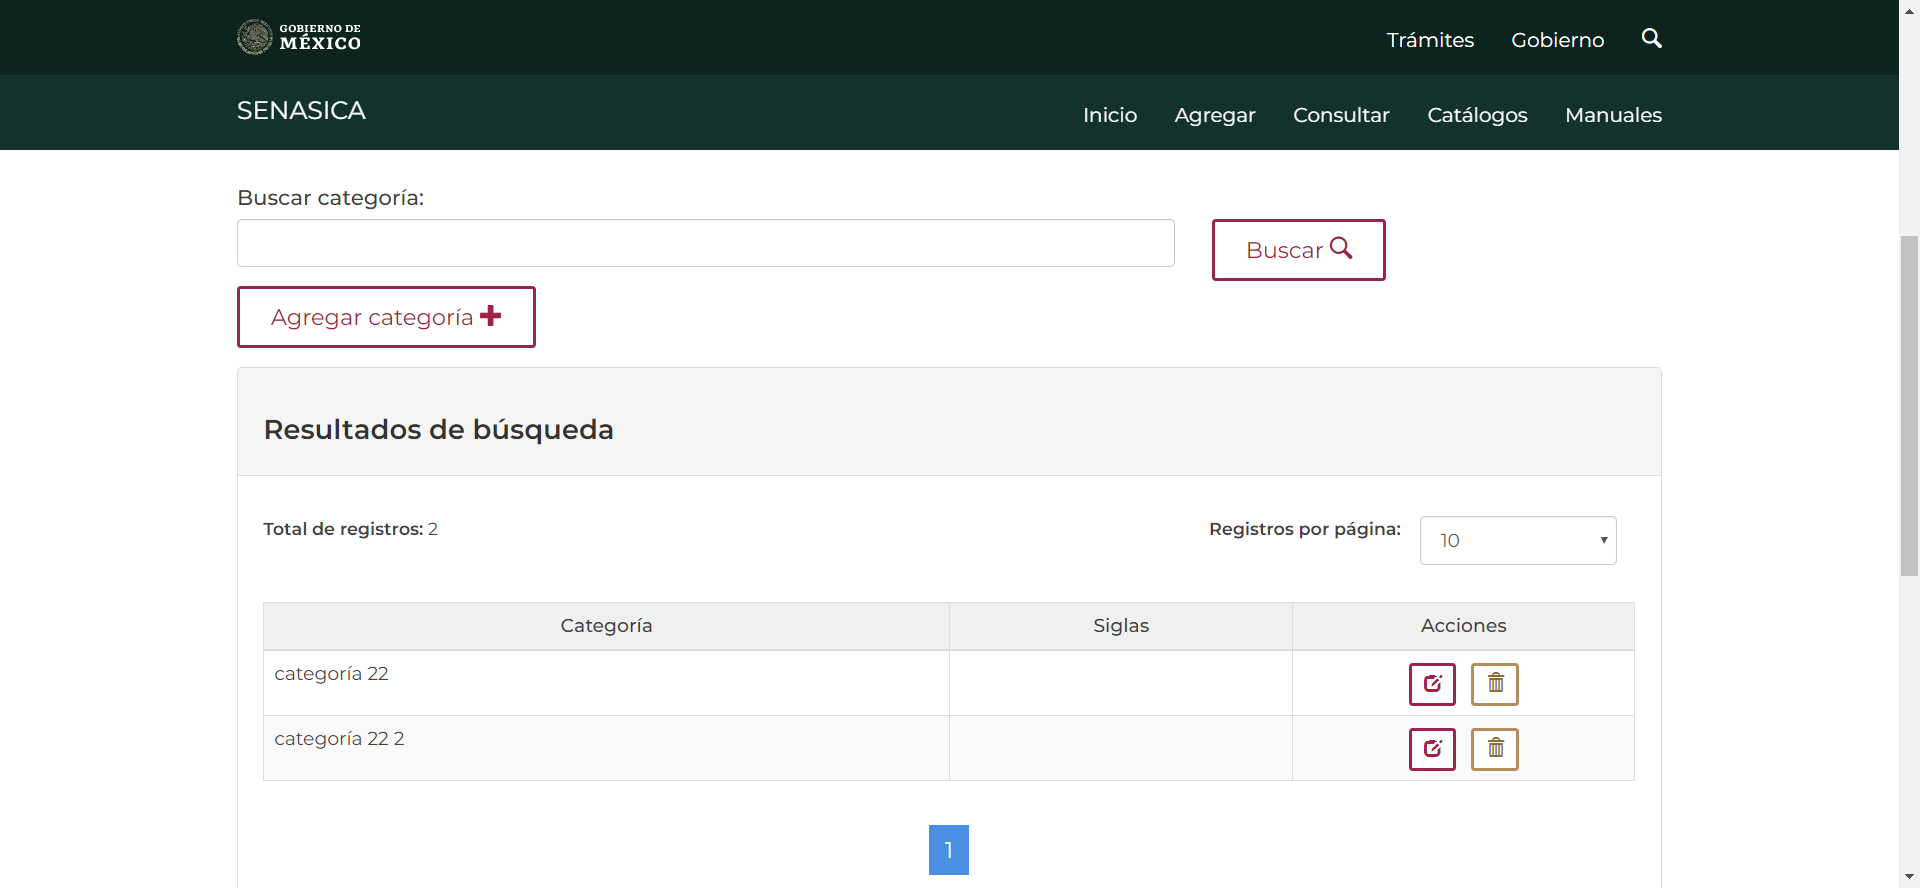 GOBIERNO DE
MÉXICO
Trámites Gobierno
SENASICA
Inicio Agregar Consultar Catálogos Manuales
Buscar categoría:
Buscar
Agregar categoría
Resultados de búsqueda
Total de registros: 2
Registros por página: 10
Categoría Siglas Acciones
categoría 22
categoría 22 2
1